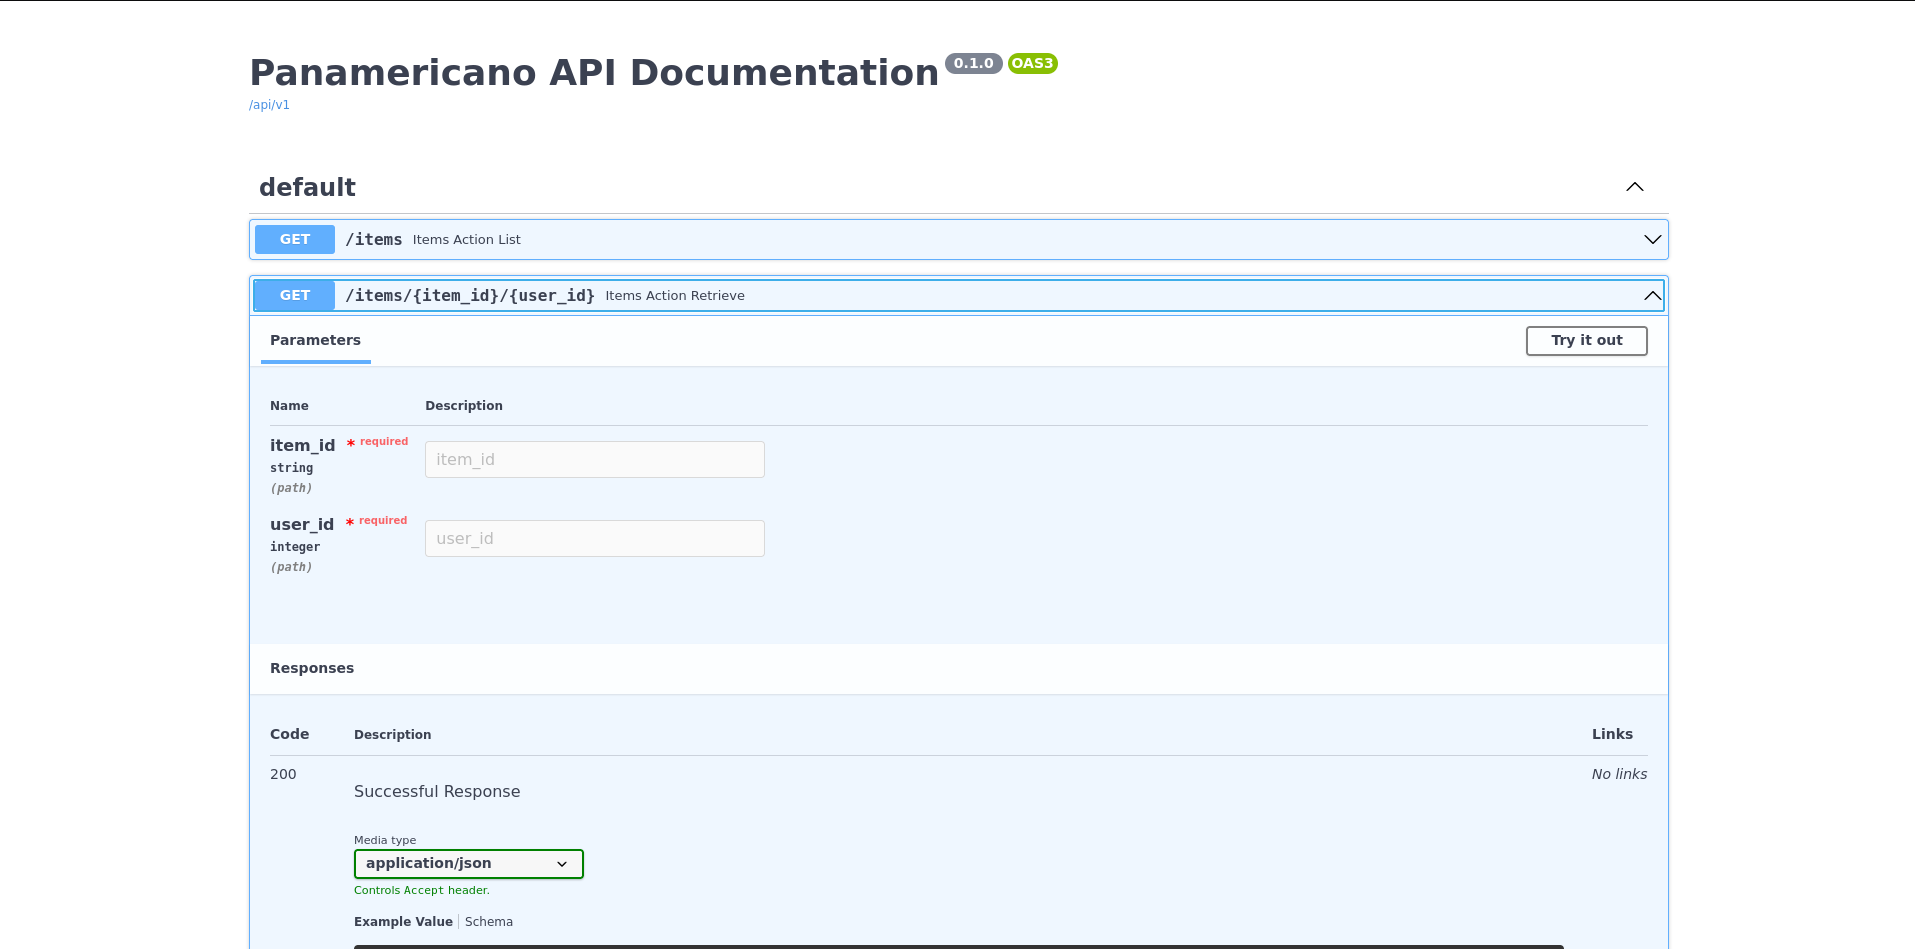 Panamericano API Documentation 0.1.0 OAS3
/api/v1
default
GET /items Items Action List
GET /items/{item_id}/{user_id} Items Action Retrieve
Parameters Try it out
Name Description
item_id * required
string
(path)
item_id
user_id * required
integer
(path)
user_id
Responses
Code Description Links
200 No links
Successful Response
Media type
application/json
Controls Accept header.
Example Value Schema